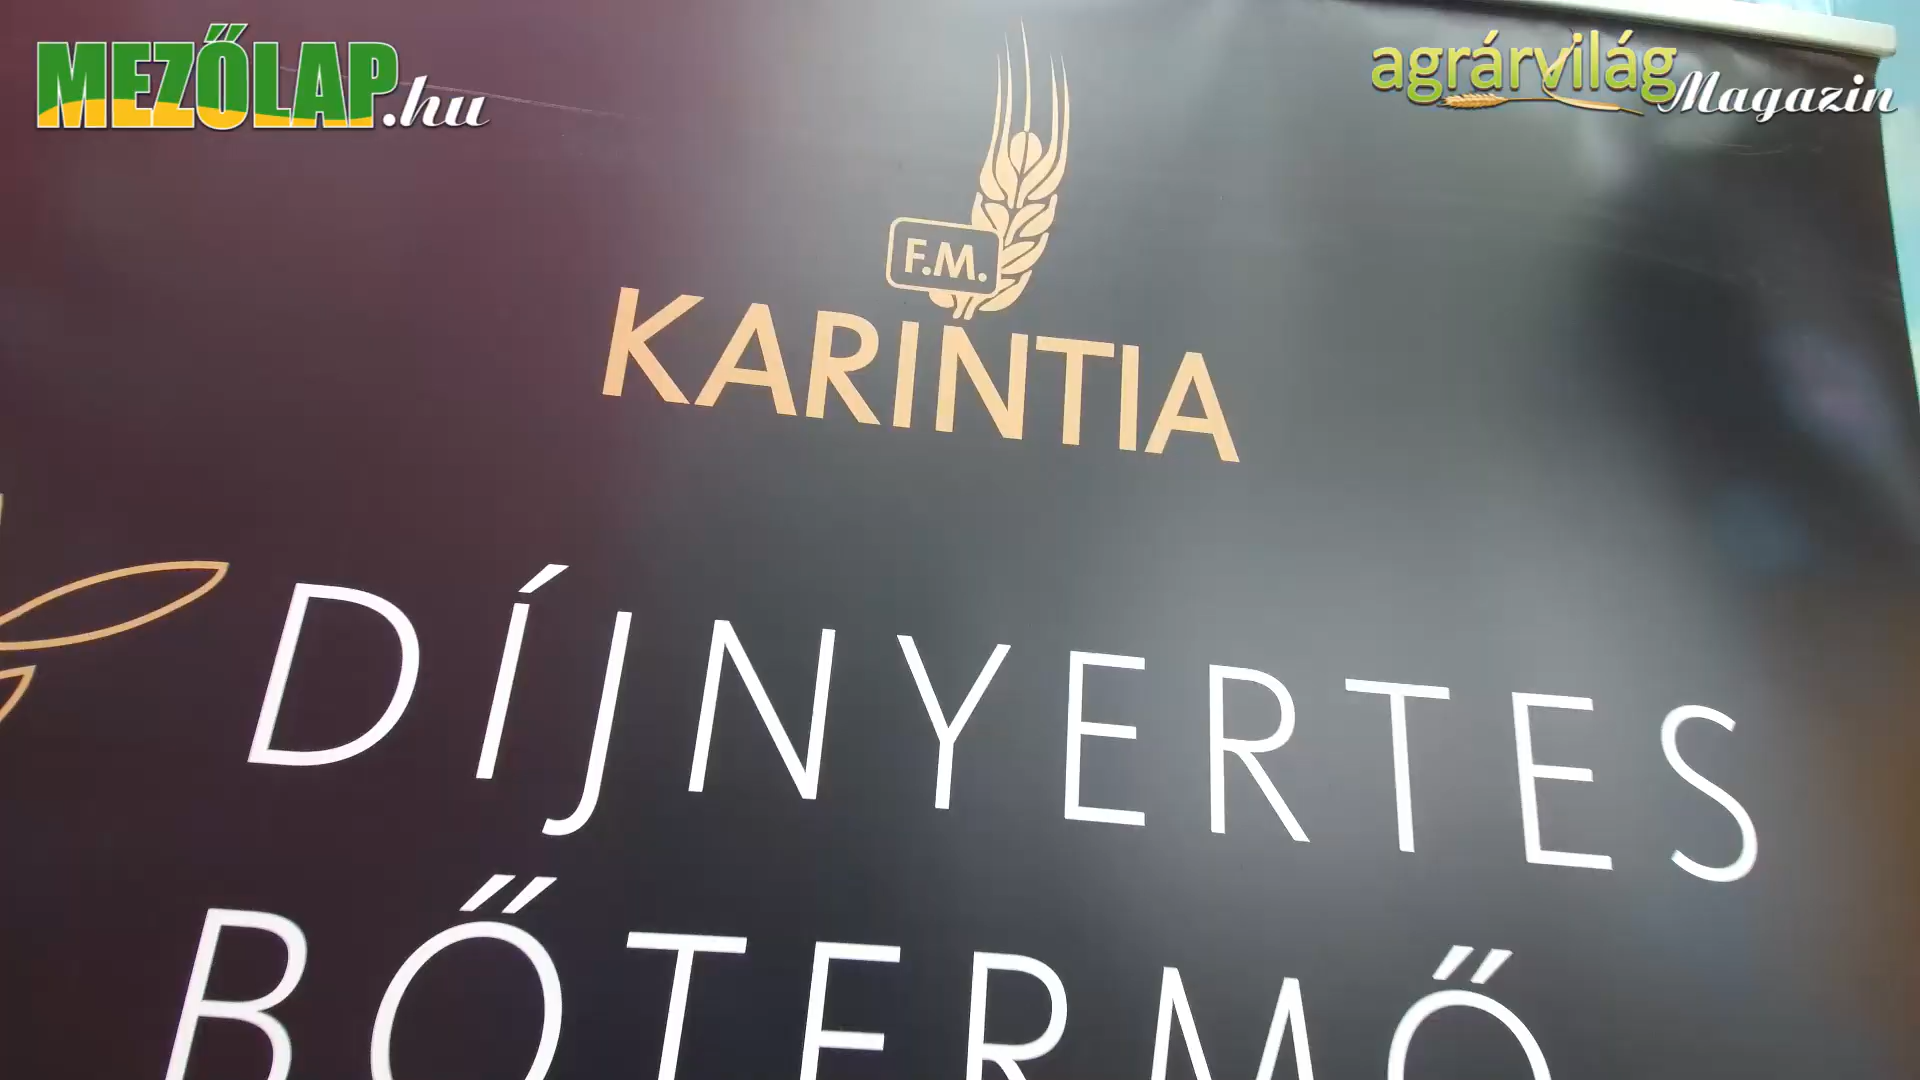 MEZŐLAP.hu
agrárvilág
Magazin
F.M.
KARINTIA
DÍJNYERTES
BŐTERMŐ